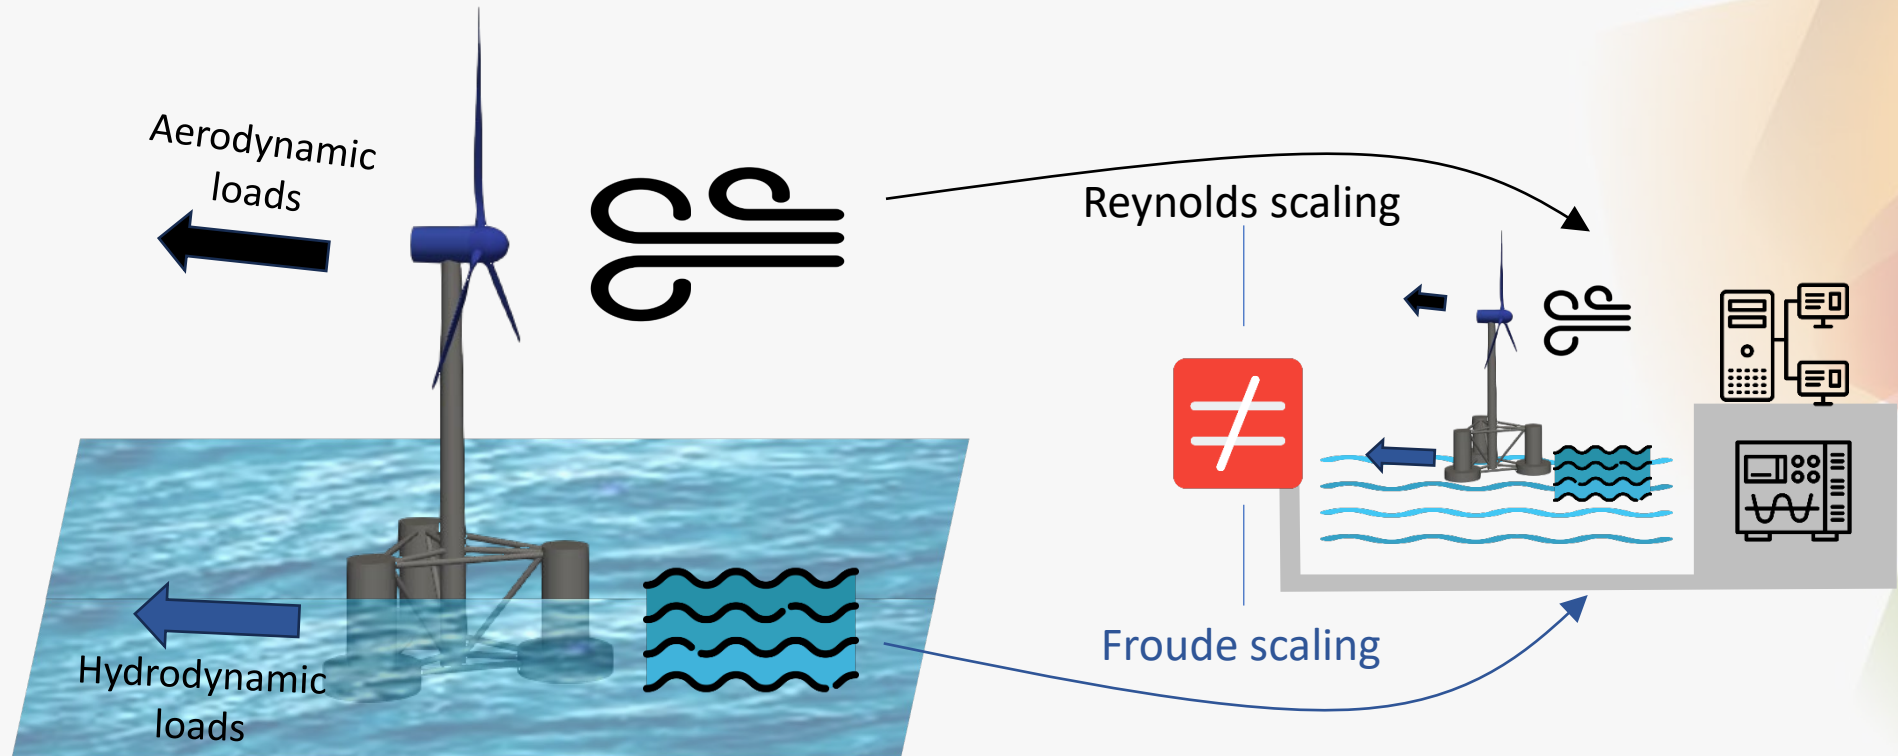 Aerodynamic
loads
Reynolds scaling
Hydrodynamic
loads
Froude scaling